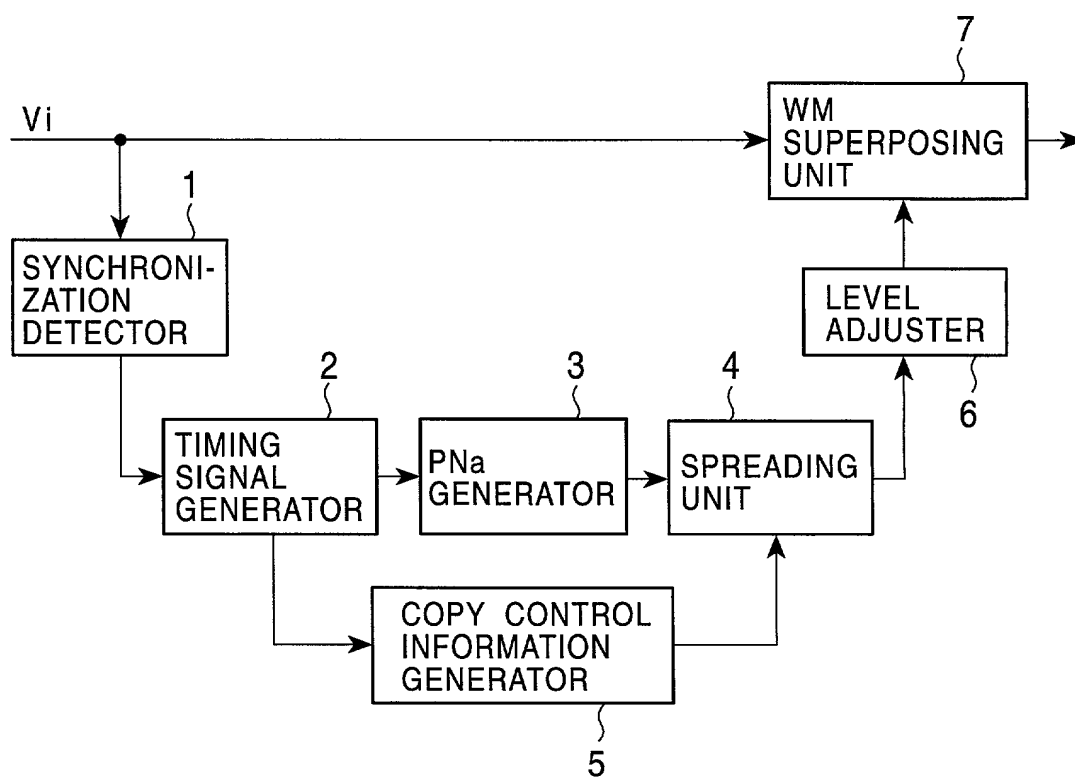 7
Vi
WM
SUPERPOSING
UNIT
1
SYNCHRONI-
ZATION
DETECTOR
LEVEL
ADJUSTER
6
2
3
4
TIMING
SIGNAL
GENERATOR
PNa
GENERATOR
SPREADING
UNIT
COPY CONTROL
INFORMATION
GENERATOR
5